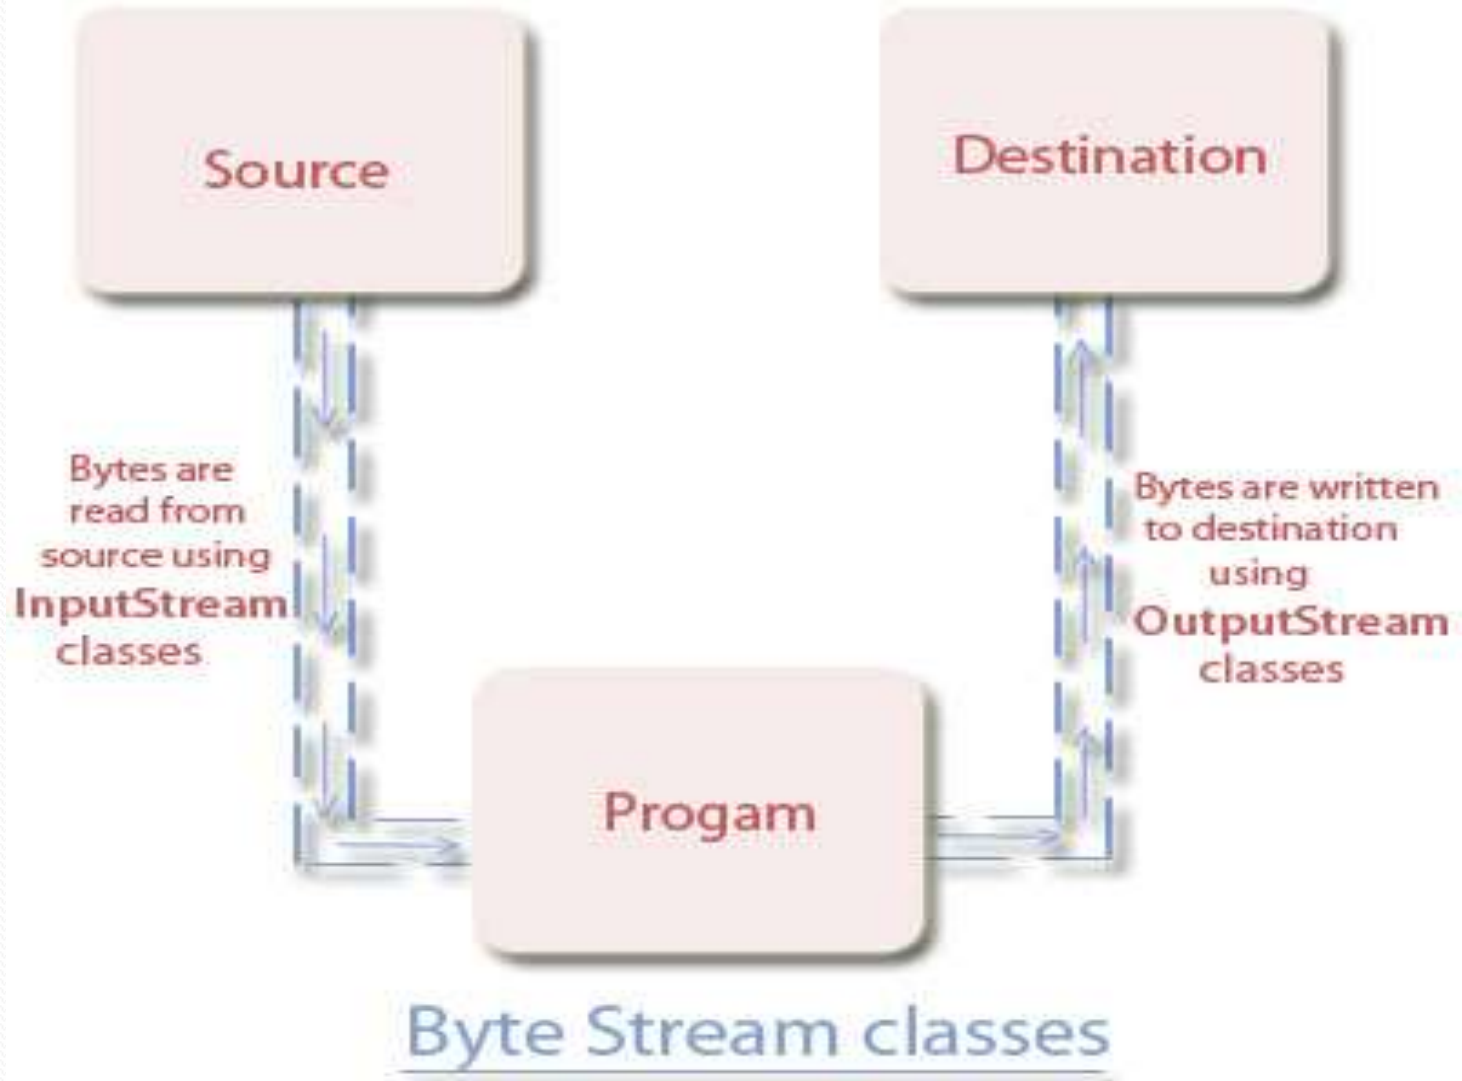 Source
Destination
Bytes are
read from
source using
InputStream
classes
Bytes are written
to destination
using
OutputStream
classes
Progam
Byte Stream classes